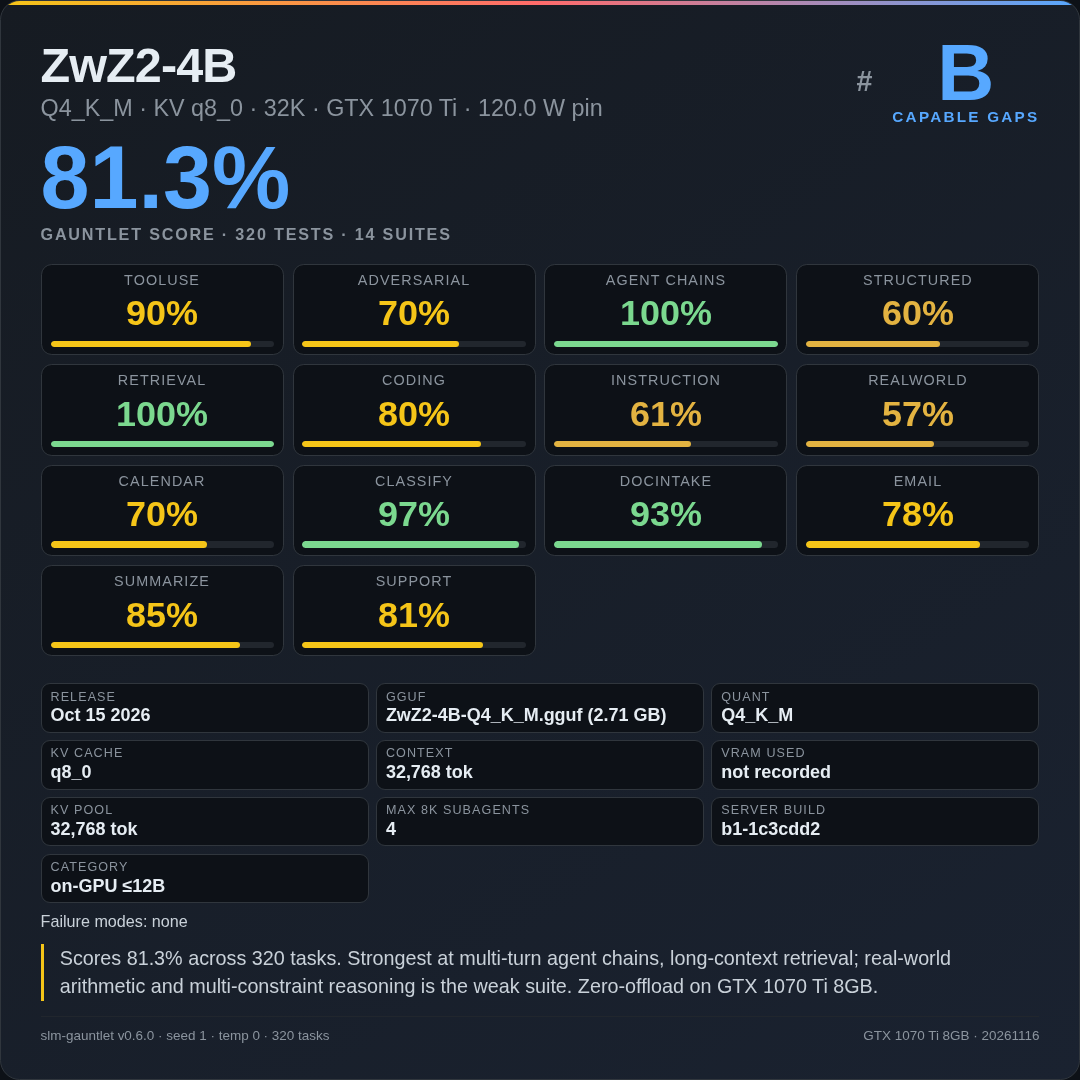 ZwZ2-4B
Q4_K_M · KV q8_0 · 32K · GTX 1070 Ti · 120.0 W pin
#
B
CAPABLE GAPS
81.3%
GAUNTLET SCORE · 320 TESTS · 14 SUITES
TOOLUSE
90%
ADVERSARIAL
70%
AGENT CHAINS
100%
STRUCTURED
60%
RETRIEVAL
100%
CODING
80%
INSTRUCTION
61%
REALWORLD
57%
CALENDAR
70%
CLASSIFY
97%
DOCINTAKE
93%
EMAIL
78%
SUMMARIZE
85%
SUPPORT
81%
RELEASE
Oct 15 2026
GGUF
ZwZ2-4B-Q4_K_M.gguf (2.71 GB)
QUANT
Q4_K_M
KV CACHE
q8_0
CONTEXT
32,768 tok
VRAM USED
not recorded
KV POOL
32,768 tok
MAX 8K SUBAGENTS
4
SERVER BUILD
b1-1c3cdd2
CATEGORY
on-GPU ≤12B
Failure modes: none
Scores 81.3% across 320 tasks. Strongest at multi-turn agent chains, long-context retrieval; real-world
arithmetic and multi-constraint reasoning is the weak suite. Zero-offload on GTX 1070 Ti 8GB.
slm-gauntlet v0.6.0 · seed 1 · temp 0 · 320 tasks
GTX 1070 Ti 8GB · 20261116